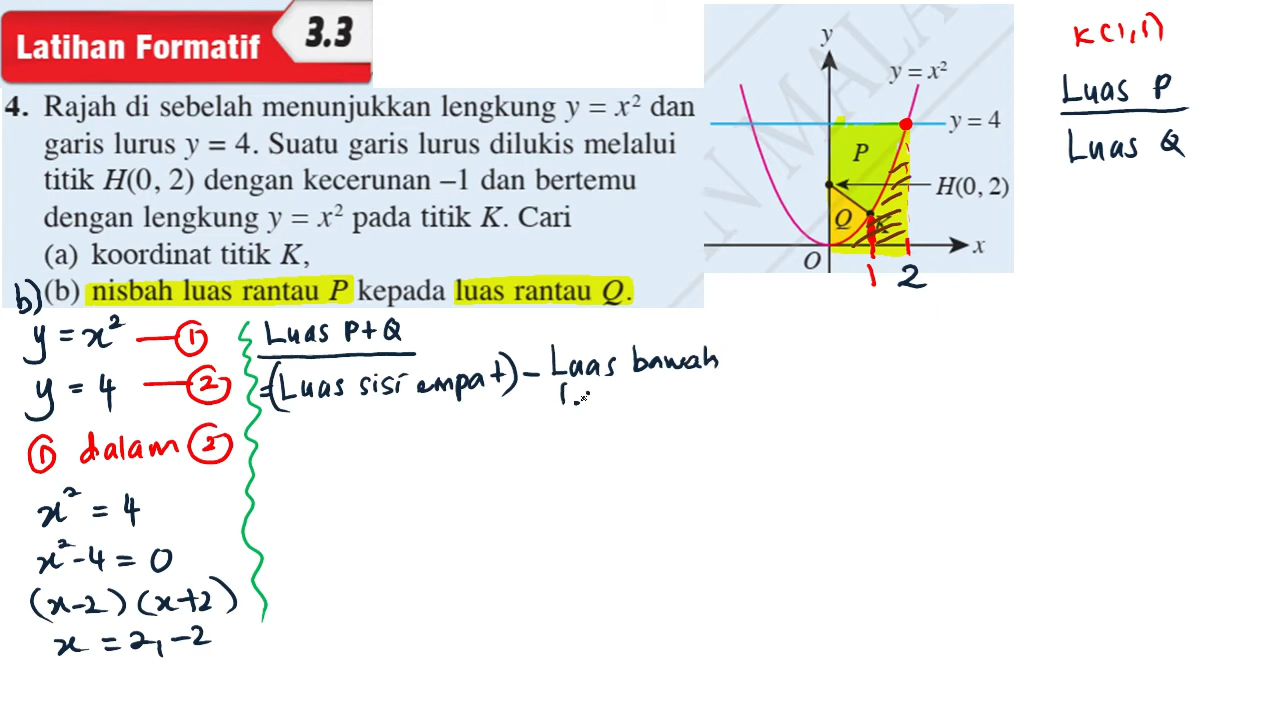 Latihan Formatif 3.3
4. Rajah di sebelah menunjukkan lengkung y = x² dan
garis lurus y = 4. Suatu garis lurus dilukis melalui
titik H(0, 2) dengan kecerunan –1 dan bertemu
dengan lengkung y = x² pada titik K. Cari
(a) koordinat titik K,
(b) nisbah luas rantau P kepada luas rantau Q.
y
y = x²
y = 4
P
H(0, 2)
Q
K
O
x
1
2
K(1,1)
Luas P
Luas Q
b)
y = x² — ①
y = 4 — ②
① dalam ②
x² = 4
x² - 4 = 0
(x-2) (x+2)
x = 2, -2
Luas P+Q
=(Luas sisi empat) - Luas bawah